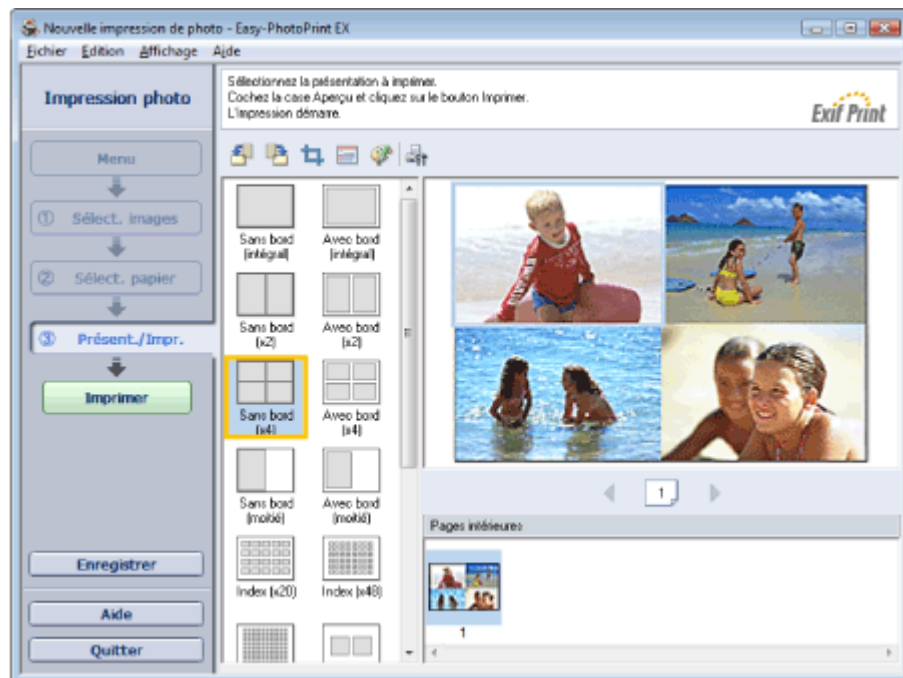 Nouvelle impression de photo - Easy-PhotoPrint EX
Fichier Edition Affichage Aide
Impression photo
Sélectionnez la présentation à imprimer.
Cochez la case Aperçu et cliquez sur le bouton Imprimer.
L'impression démarre.
Exif Print
Menu
① Sélect. images
② Sélect. papier
③ Présent./Impr.
Imprimer
Enregistrer
Aide
Quitter
Sans bord (intégral)
Avec bord (intégral)
Sans bord (x2)
Avec bord (x2)
Sans bord (x4)
Avec bord (x4)
Sans bord (moitié)
Avec bord (moitié)
Index (x20)
Index (x48)
1
Pages intérieures
1